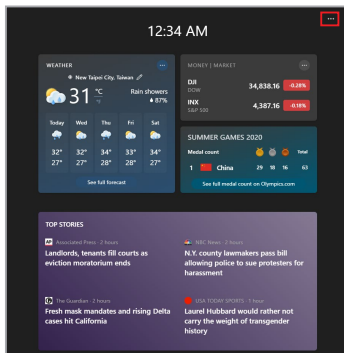 12:34 AM
WEATHER
New Taipei City, Taiwan
31 °C
°F
Rain showers
87%
Today Wed Thu Fri Sat
32° 32° 34° 33° 34°
27° 27° 28° 27° 27°
See full forecast
MONEY | MARKET
DJI
DOW
34,838.16 -0.28%
INX
S&P 500
4,387.16 -0.18%
SUMMER GAMES 2020
Medal count Total
1 China 29 18 16 63
See full medal count on Olympics.com
TOP STORIES
AP Associated Press · 2 hours
Landlords, tenants fill courts as
eviction moratorium ends
NBC News · 2 hours
N.Y. county lawmakers pass bill
allowing police to sue protesters for
harassment
The Guardian · 2 hours
Fresh mask mandates and rising Delta
cases hit California
USA TODAY SPORTS · 1 hour
Laurel Hubbard would rather not
carry the weight of transgender
history